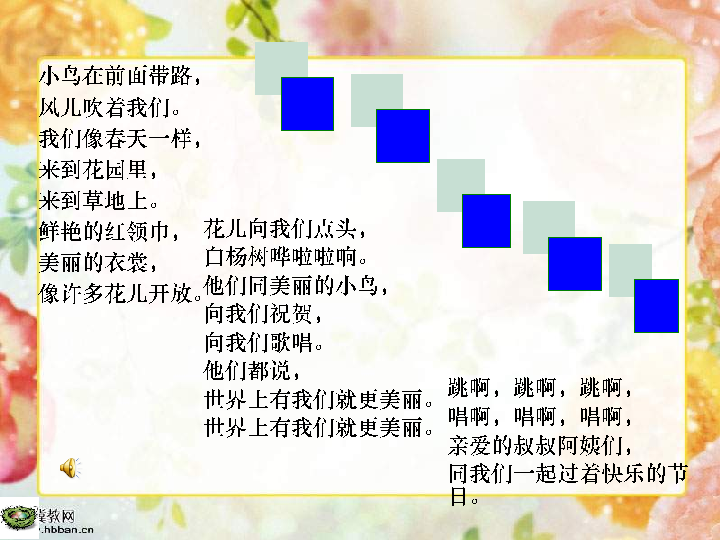 小鸟在前面带路，
风儿吹着我们。
我们像春天一样，
来到花园里，
来到草地上。
鲜艳的红领巾，
美丽的衣裳，
像许多花儿开放。
花儿向我们点头，
白杨树哗啦啦响。
他们同美丽的小鸟，
向我们祝贺，
向我们歌唱。
他们都说，
世界上有我们就更美丽。
世界上有我们就更美丽。
跳啊，跳啊，跳啊，
唱啊，唱啊，唱啊，
亲爱的叔叔阿姨们，
同我们一起过着快乐的节
日。
冀教网
.hbban.cn